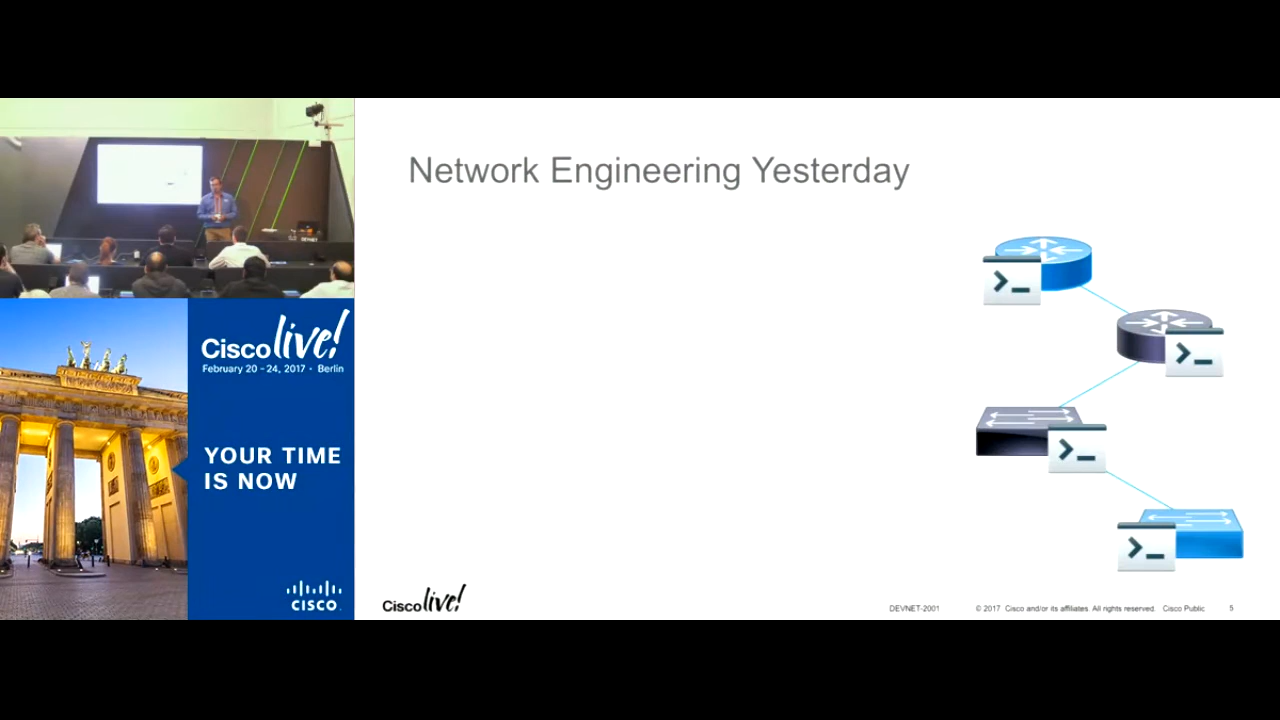 Network Engineering Yesterday
>_
>_
>_
>_
DEVNET
Cisco live!
February 20 - 24, 2017 • Berlin
YOUR TIME
IS NOW
CISCO.
Cisco live!
DEVNET-2001 © 2017 Cisco and/or its affiliates. All rights reserved. Cisco Public 5